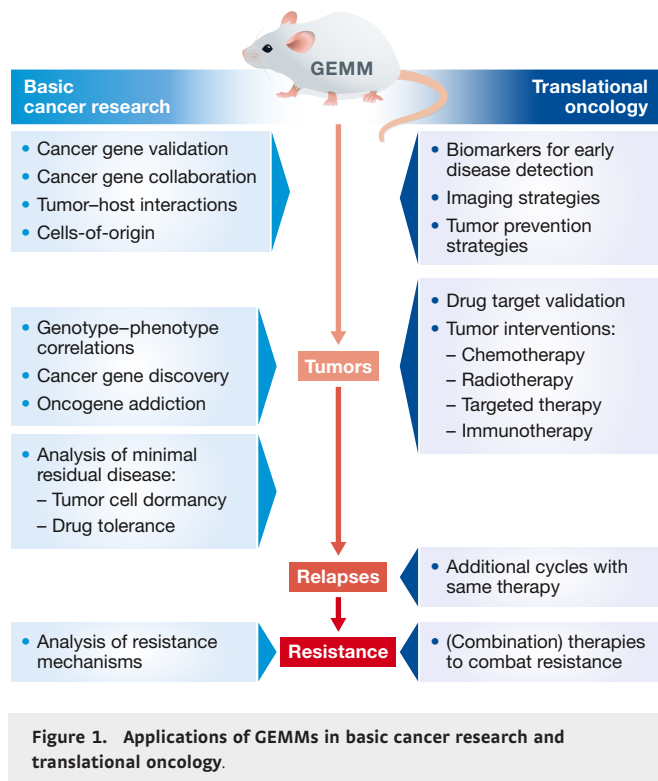 GEMM
Basic
cancer research
Translational
oncology
• Cancer gene validation
• Cancer gene collaboration
• Tumor–host interactions
• Cells-of-origin
• Biomarkers for early
disease detection
• Imaging strategies
• Tumor prevention
strategies
• Genotype–phenotype
correlations
• Cancer gene discovery
• Oncogene addiction
Tumors
• Drug target validation
• Tumor interventions:
– Chemotherapy
– Radiotherapy
– Targeted therapy
– Immunotherapy
• Analysis of minimal
residual disease:
– Tumor cell dormancy
– Drug tolerance
Relapses
• Additional cycles with
same therapy
• Analysis of resistance
mechanisms
Resistance
• (Combination) therapies
to combat resistance
Figure 1. Applications of GEMMs in basic cancer research and
translational oncology.